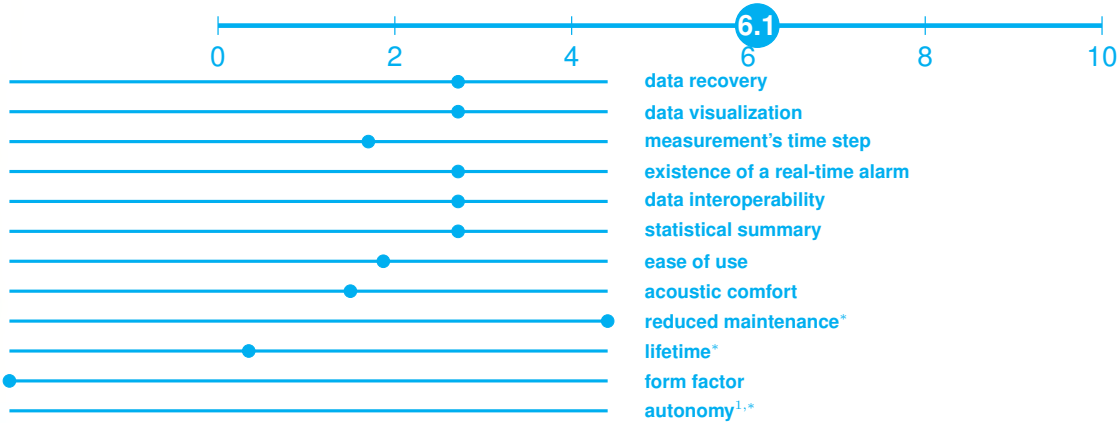 6.1
0 2 4 6 8 10
data recovery
data visualization
measurement's time step
existence of a real-time alarm
data interoperability
statistical summary
ease of use
acoustic comfort
reduced maintenance*
lifetime*
form factor
autonomy1,*